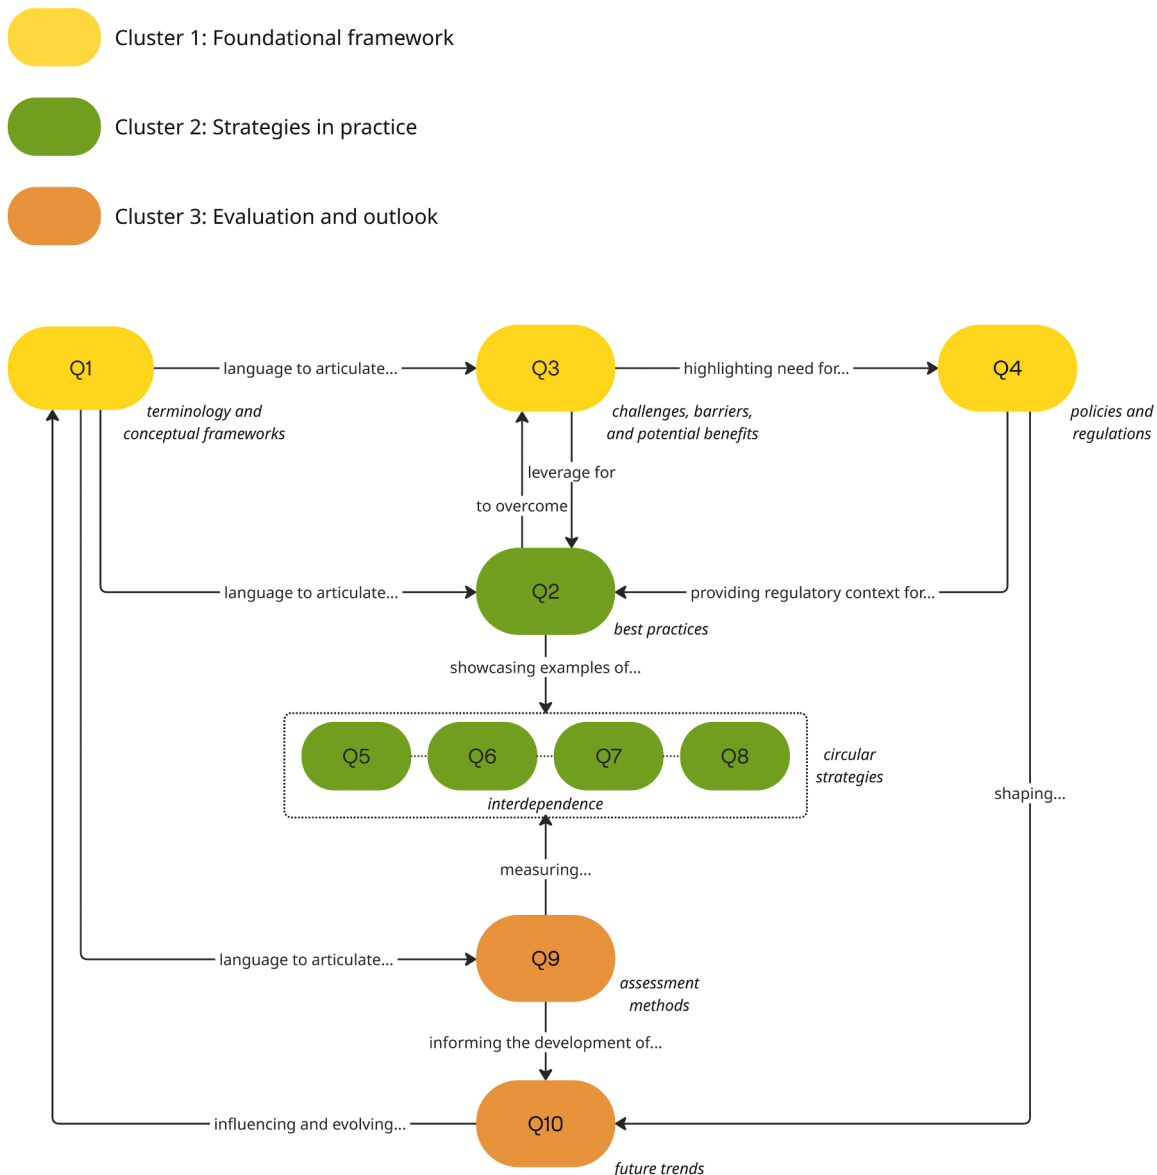 Cluster 1: Foundational framework
Cluster 2: Strategies in practice
Cluster 3: Evaluation and outlook
Q1
language to articulate...
Q3
highlighting need for...
Q4
terminology and
conceptual frameworks
challenges, barriers,
and potential benefits
policies and
regulations
leverage for
to overcome
language to articulate...
Q2
providing regulatory context for...
best practices
showcasing examples of...
Q5
Q6
Q7
Q8
circular
strategies
interdependence
shaping...
measuring...
language to articulate...
Q9
assessment
methods
informing the development of...
influencing and evolving...
Q10
future trends